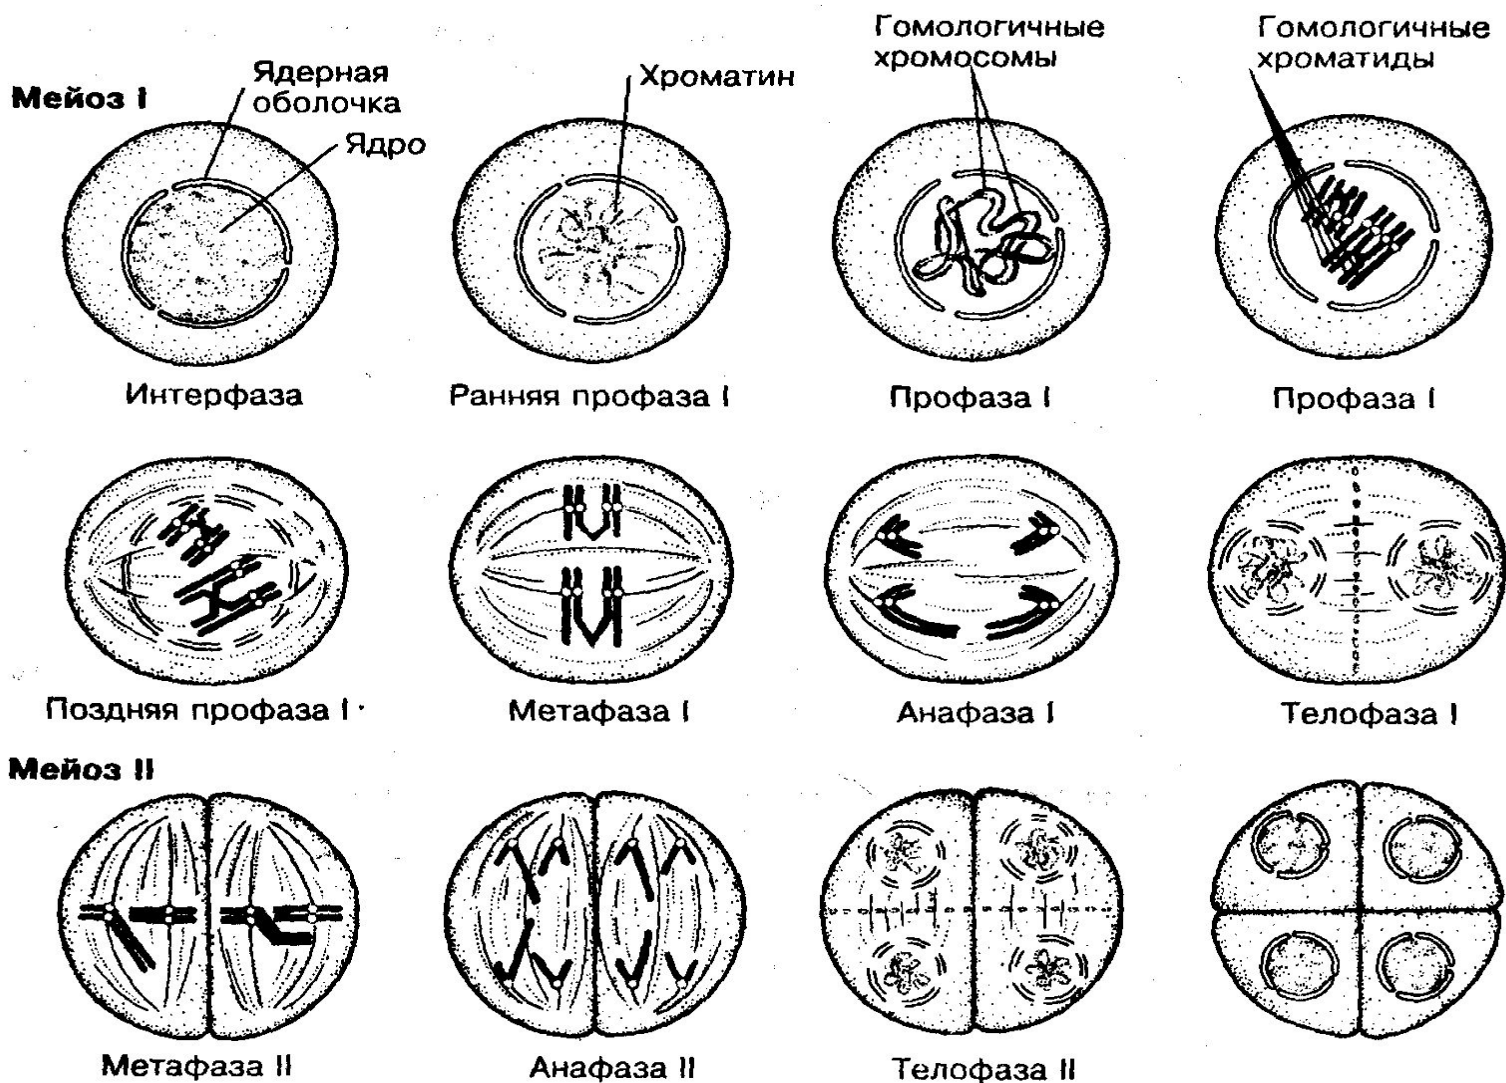 Мейоз I
Ядерная
оболочка
Ядро
Хроматин
Гомологичные
хромосомы
Гомологичные
хроматиды
Интерфаза
Ранняя профаза I
Профаза I
Профаза I
Поздняя профаза I
Метафаза I
Анафаза I
Телофаза I
Мейоз II
Метафаза II
Анафаза II
Телофаза II